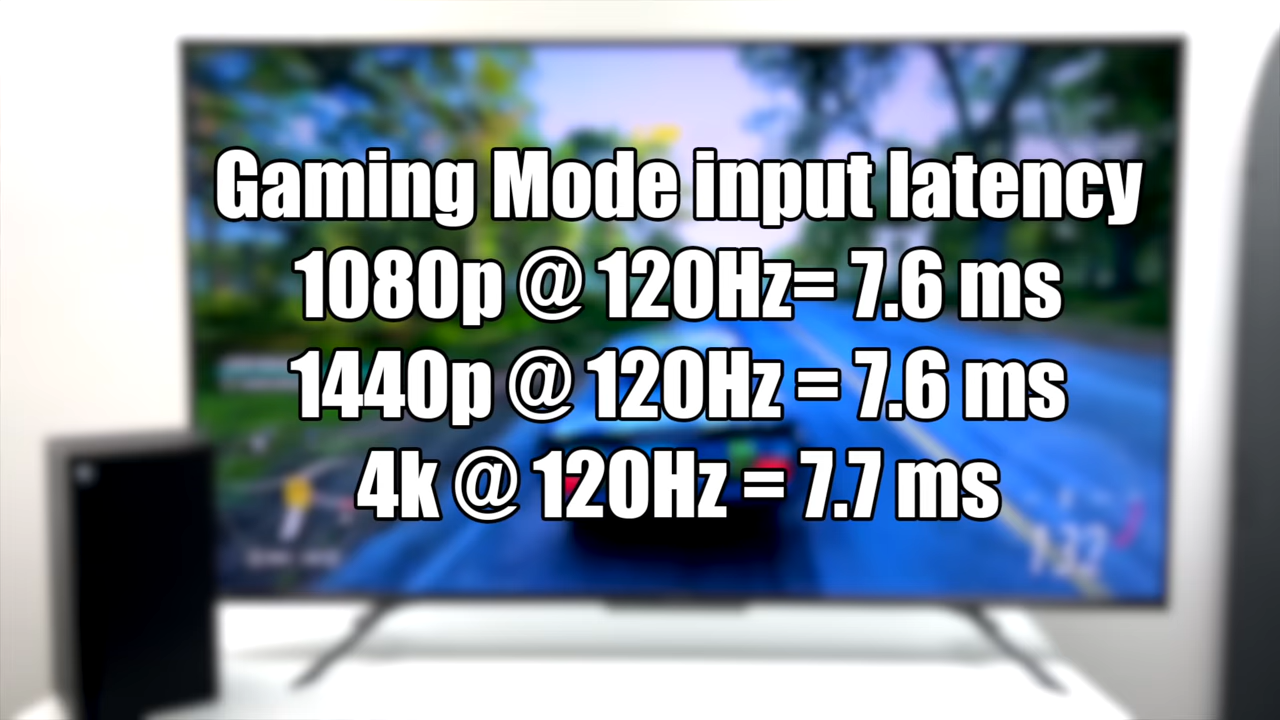 Gaming Mode input latency
1080p @ 120Hz= 7.6 ms
1440p @ 120Hz = 7.6 ms
4k @ 120Hz = 7.7 ms